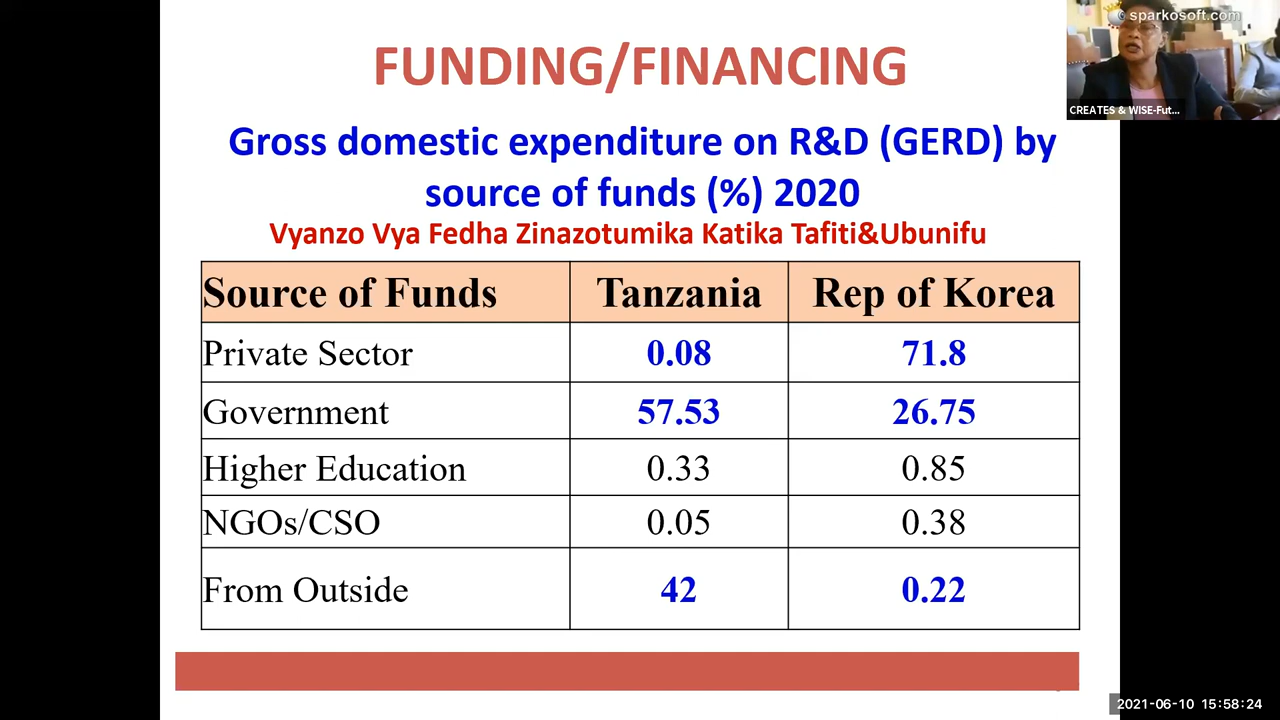 © sparkosoft.com
FUNDING/FINANCING
CREATES & WISE-Fut...
Gross domestic expenditure on R&D (GERD) by
source of funds (%) 2020
Vyanzo Vya Fedha Zinazotumika Katika Tafiti&Ubunifu
Source of Funds Tanzania Rep of Korea
Private Sector 0.08 71.8
Government 57.53 26.75
Higher Education 0.33 0.85
NGOs/CSO 0.05 0.38
From Outside 42 0.22
2021-06-10 15:58:24